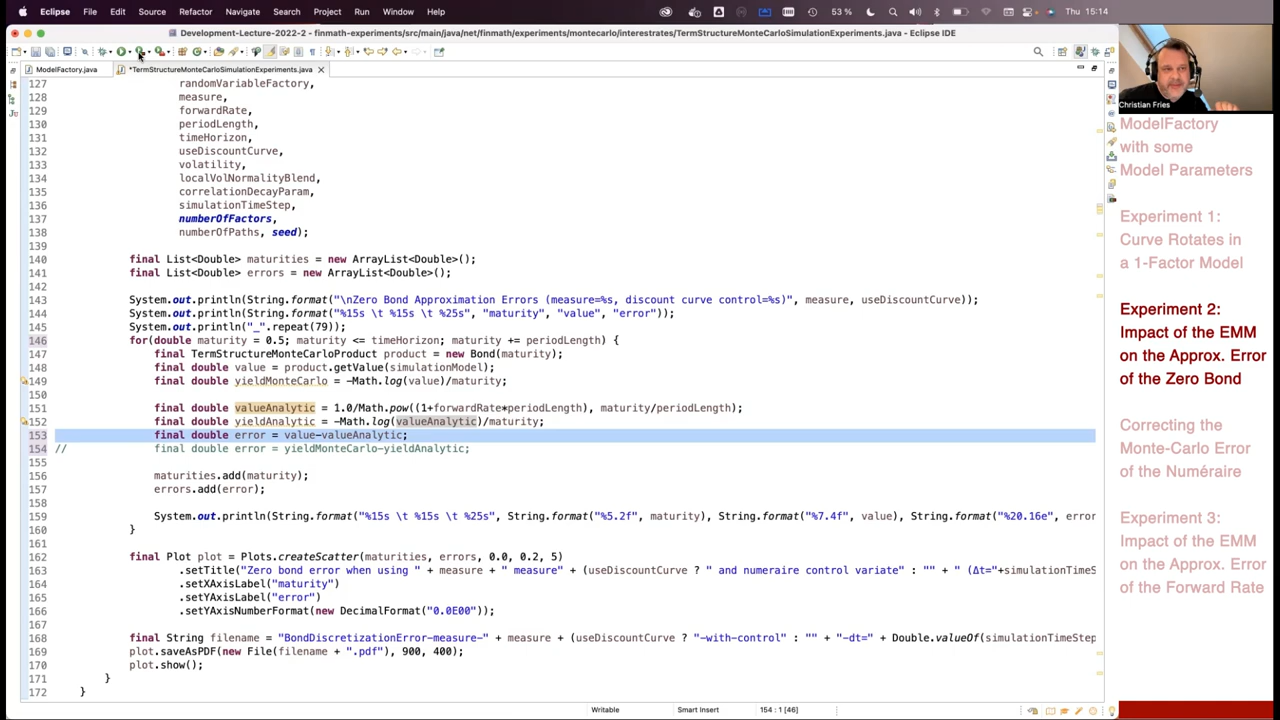 Eclipse File Edit Source Refactor Navigate Search Project Run Window Help 53 % Thu 15:14
Development-Lecture-2022-2 - finmath-experiments/src/main/java/net/finmath/experiments/montecarlo/interestrates/TermStructureMonteCarloSimulationExperiments.java - Eclipse IDE
ModelFactory.java *TermStructureMonteCarloSimulationExperiments.java
127 randomVariableFactory,
128 measure,
129 forwardRate,
130 periodLength,
131 timeHorizon,
132 useDiscountCurve,
133 volatility,
134 localVolNormalityBlend,
135 correlationDecayParam,
136 simulationTimeStep,
137 numberOfFactors,
138 numberOfPaths, seed);
139
140 final List<Double> maturities = new ArrayList<Double>();
141 final List<Double> errors = new ArrayList<Double>();
142
143 System.out.println(String.format("\nZero Bond Approximation Errors (measure=%s, discount curve control=%s)", measure, useDiscountCurve));
144 System.out.println(String.format("%15s \t %15s \t %25s", "maturity", "value", "error"));
145 System.out.println("_".repeat(79));
146 for(double maturity = 0.5; maturity <= timeHorizon; maturity += periodLength) {
147 final TermStructureMonteCarloProduct product = new Bond(maturity);
148 final double value = product.getValue(simulationModel);
149 final double yieldMonteCarlo = -Math.log(value)/maturity;
150
151 final double valueAnalytic = 1.0/Math.pow((1+forwardRate*periodLength), maturity/periodLength);
152 final double yieldAnalytic = -Math.log(valueAnalytic)/maturity;
153 final double error = value-valueAnalytic;
154 // final double error = yieldMonteCarlo-yieldAnalytic;
155
156 maturities.add(maturity);
157 errors.add(error);
158
159 System.out.println(String.format("%15s \t %15s \t %25s", String.format("%5.2f", maturity), String.format("%7.4f", value), String.format("%20.16e", error
160 }
161
162 final Plot plot = Plots.createScatter(maturities, errors, 0.0, 0.2, 5)
163 .setTitle("Zero bond error when using " + measure + " measure" + (useDiscountCurve ? " and numeraire control variate" : "" + " (Δt="+simulationTimeS
164 .setXAxisLabel("maturity")
165 .setYAxisLabel("error")
166 .setYAxisNumberFormat(new DecimalFormat("0.0E00"));
167
168 final String filename = "BondDiscretizationError-measure-" + measure + (useDiscountCurve ? "-with-control" : "" + "-dt=" + Double.valueOf(simulationTimeStep
169 plot.saveAsPDF(new File(filename + ".pdf"), 900, 400);
170 plot.show();
171 }
172 }
Writable Smart Insert 154 : 1 [46]
Christian Fries
ModelFactory
with some
Model Parameters
Experiment 1:
Curve Rotates in
a 1-Factor Model
Experiment 2:
Impact of the EMM
on the Approx. Error
of the Zero Bond
Correcting the
Monte-Carlo Error
of the Numéraire
Experiment 3:
Impact of the EMM
on the Approx. Error
of the Forward Rate